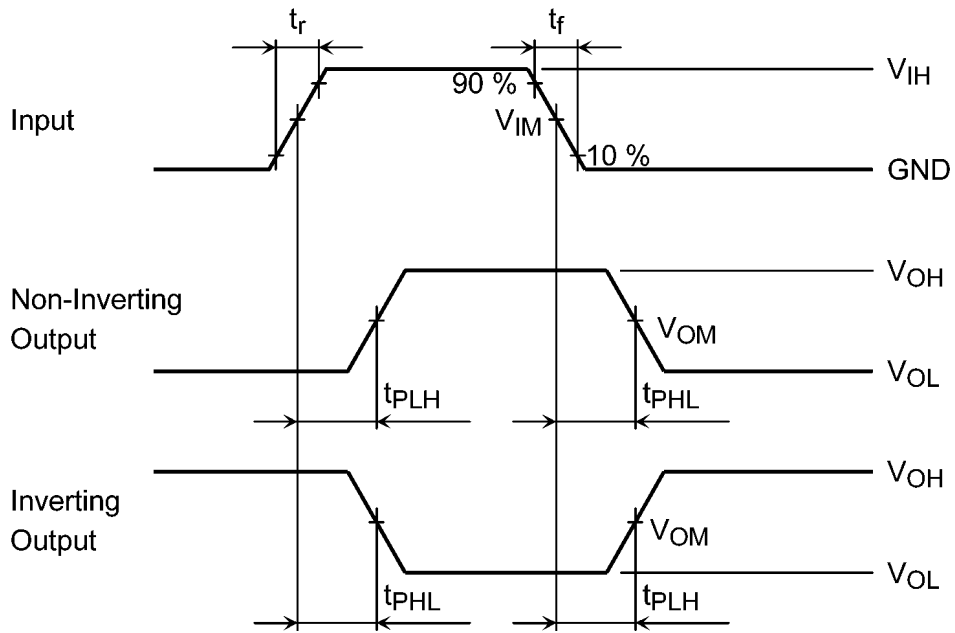 tr
tf
90 %
VIH
Input
VIM
10 %
GND
Non-Inverting
Output
VOH
VOM
VOL
tPLH
tPHL
Inverting
Output
VOH
VOM
VOL
tPHL
tPLH